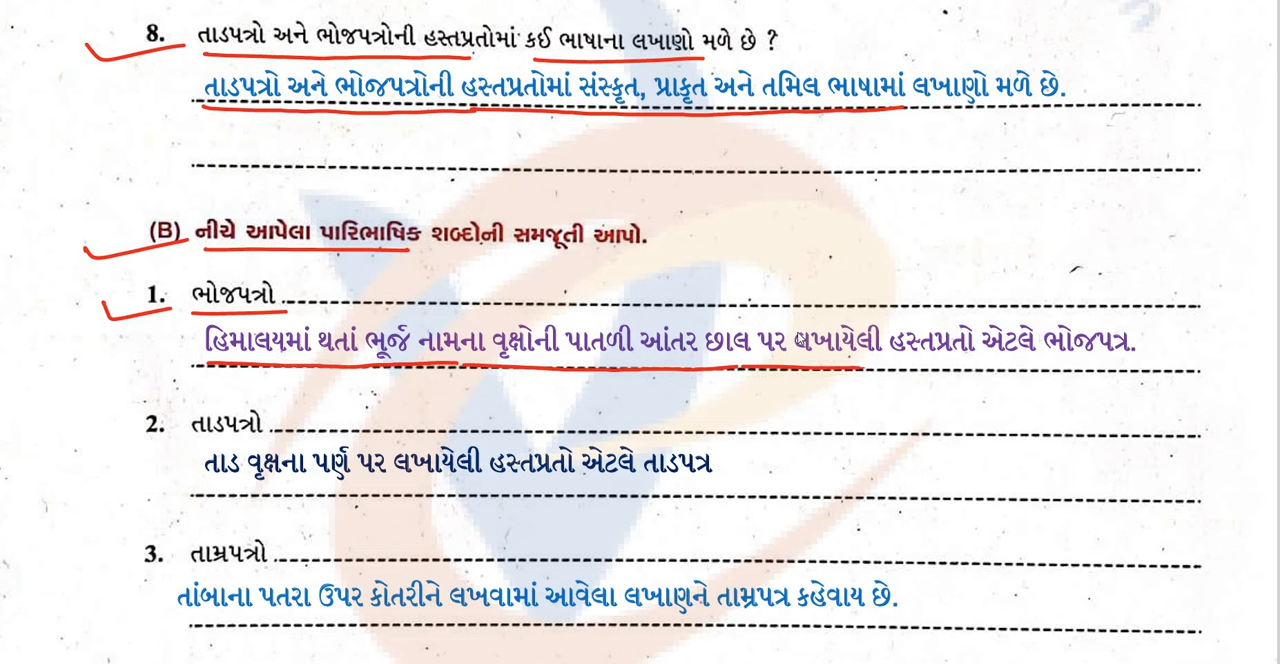 8. તાડપત્રો અને ભોજપત્રોની હસ્તપ્રતોમાં કઈ ભાષાના લખાણો મળે છે ?
તાડપત્રો અને ભોજપત્રોની હસ્તપ્રતોમાં સંસ્કૃત, પ્રાકૃત અને તમિલ ભાષામાં લખાણો મળે છે.
(B) નીચે આપેલા પારિભાષિક શબ્દોની સમજૂતી આપો.
1. ભોજપત્રો
હિમાલયમાં થતાં ભૂર્જ નામના વૃક્ષોની પાતળી આંતર છાલ પર લખાયેલી હસ્તપ્રતો એટલે ભોજપત્ર.
2. તાડપત્રો
તાડ વૃક્ષના પર્ણ પર લખાયેલી હસ્તપ્રતો એટલે તાડપત્ર
3. તામ્રપત્રો
તાંબાના પતરા ઉપર કોતરીને લખવામાં આવેલા લખાણને તામ્રપત્ર કહેવાય છે.